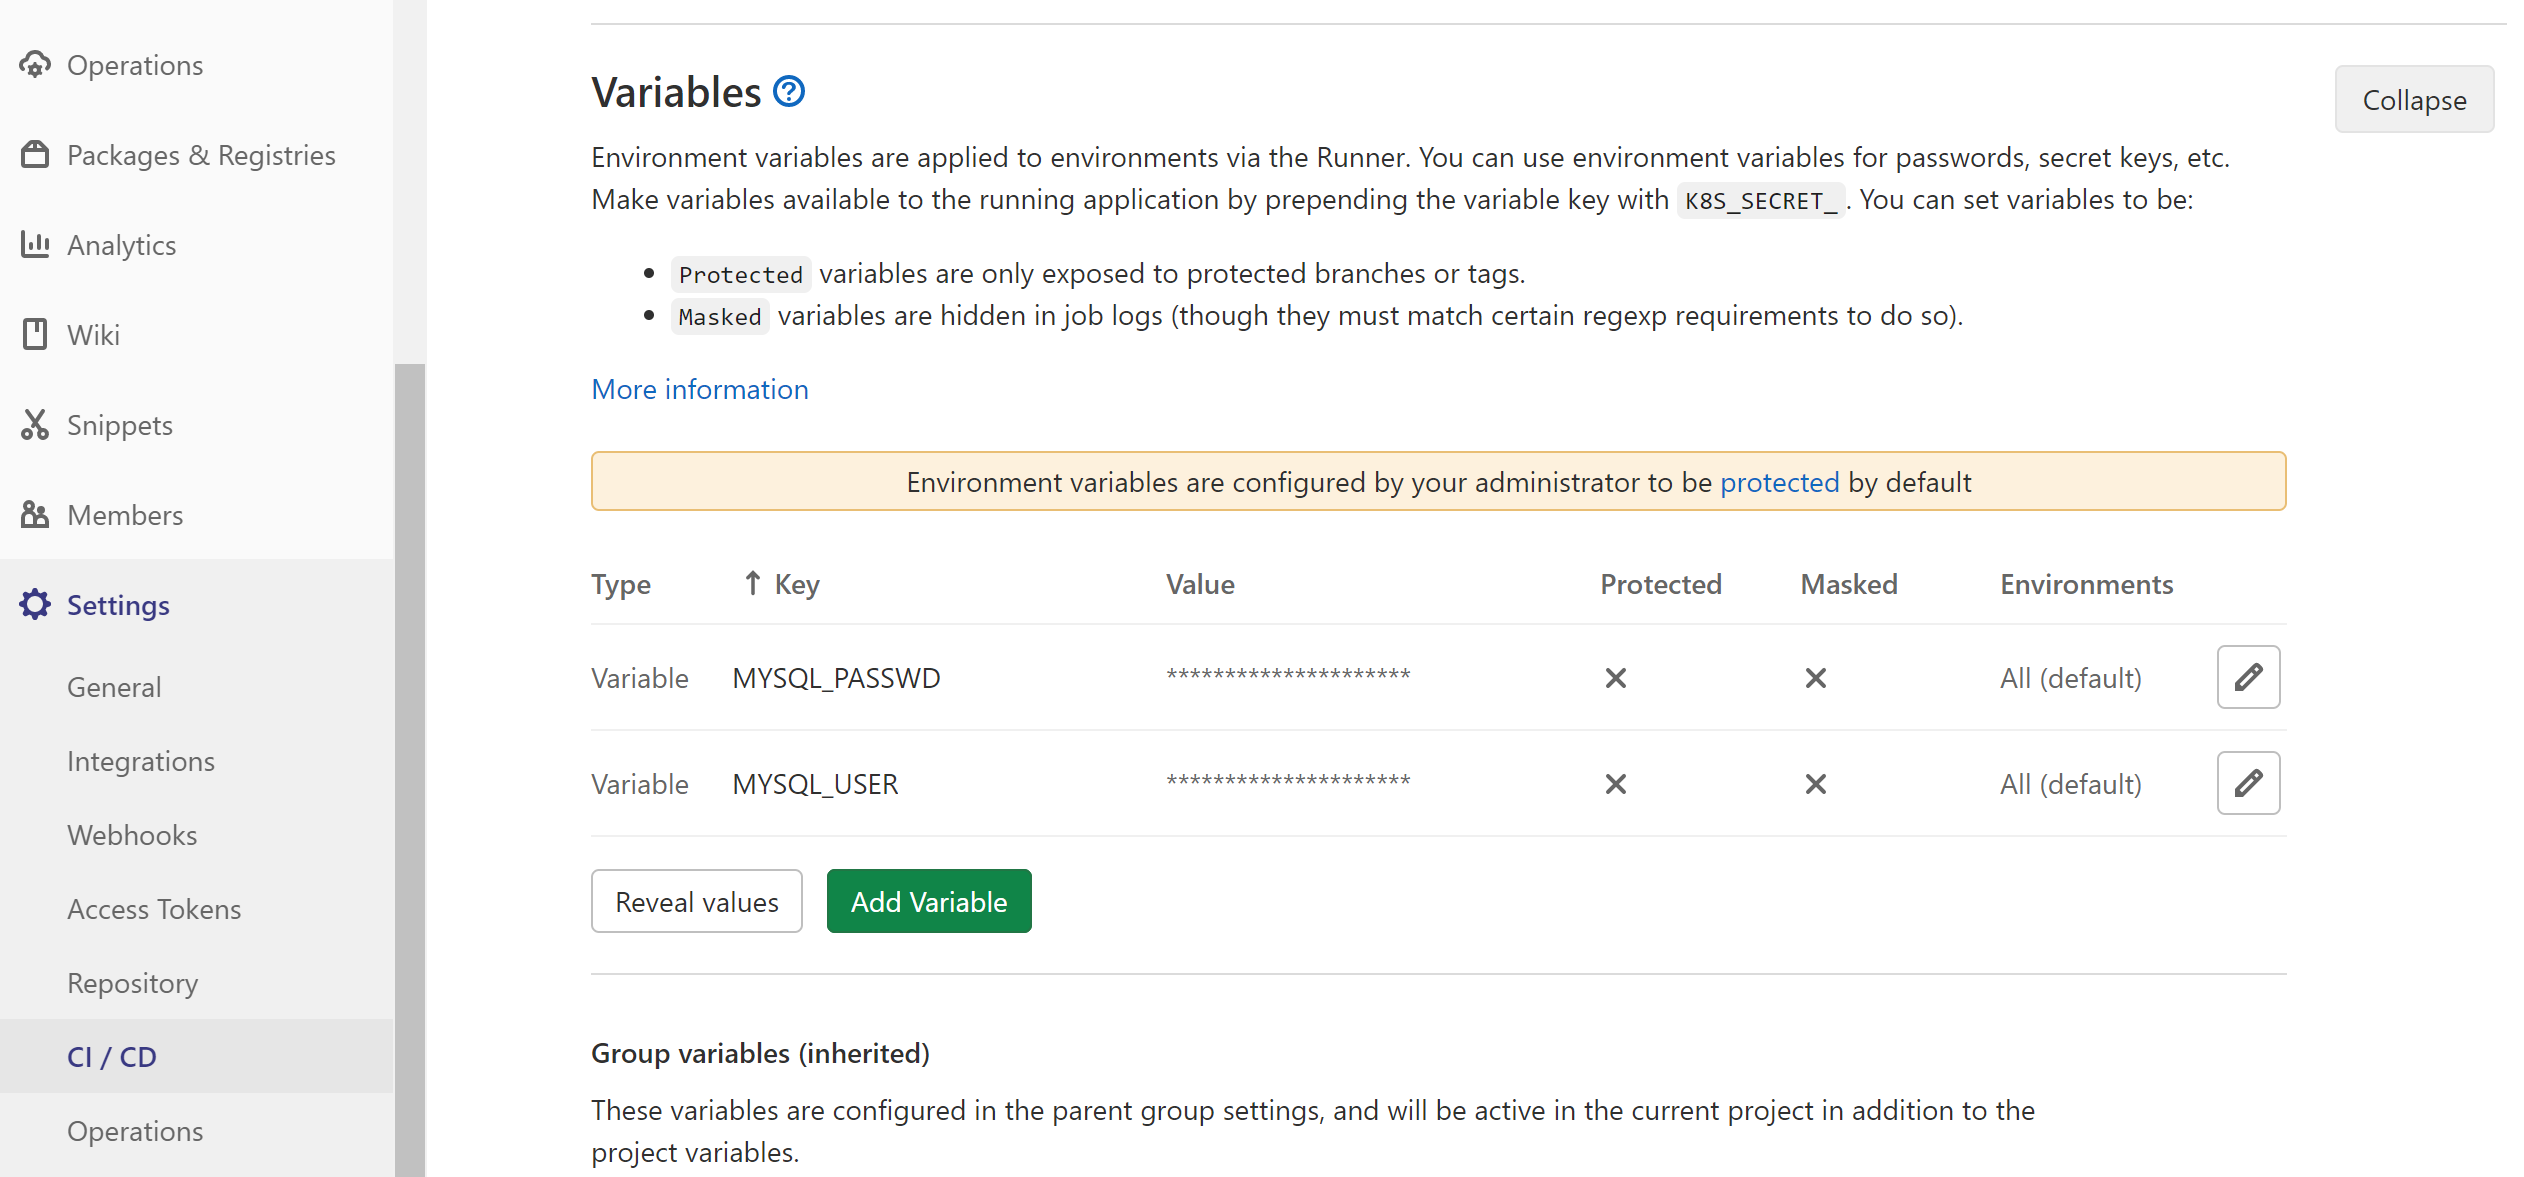 Operations
Packages & Registries
Analytics
Wiki
Snippets
Members
Settings
General
Integrations
Webhooks
Access Tokens
Repository
CI / CD
Operations
Variables
Collapse
Environment variables are applied to environments via the Runner. You can use environment variables for passwords, secret keys, etc.
Make variables available to the running application by prepending the variable key with K8S_SECRET_. You can set variables to be:
• Protected variables are only exposed to protected branches or tags.
• Masked variables are hidden in job logs (though they must match certain regexp requirements to do so).
More information
Environment variables are configured by your administrator to be protected by default
Type ↑ Key Value Protected Masked Environments
Variable MYSQL_PASSWD ********************* ✕ ✕ All (default)
Variable MYSQL_USER ********************* ✕ ✕ All (default)
Reveal values Add Variable
Group variables (inherited)
These variables are configured in the parent group settings, and will be active in the current project in addition to the
project variables.